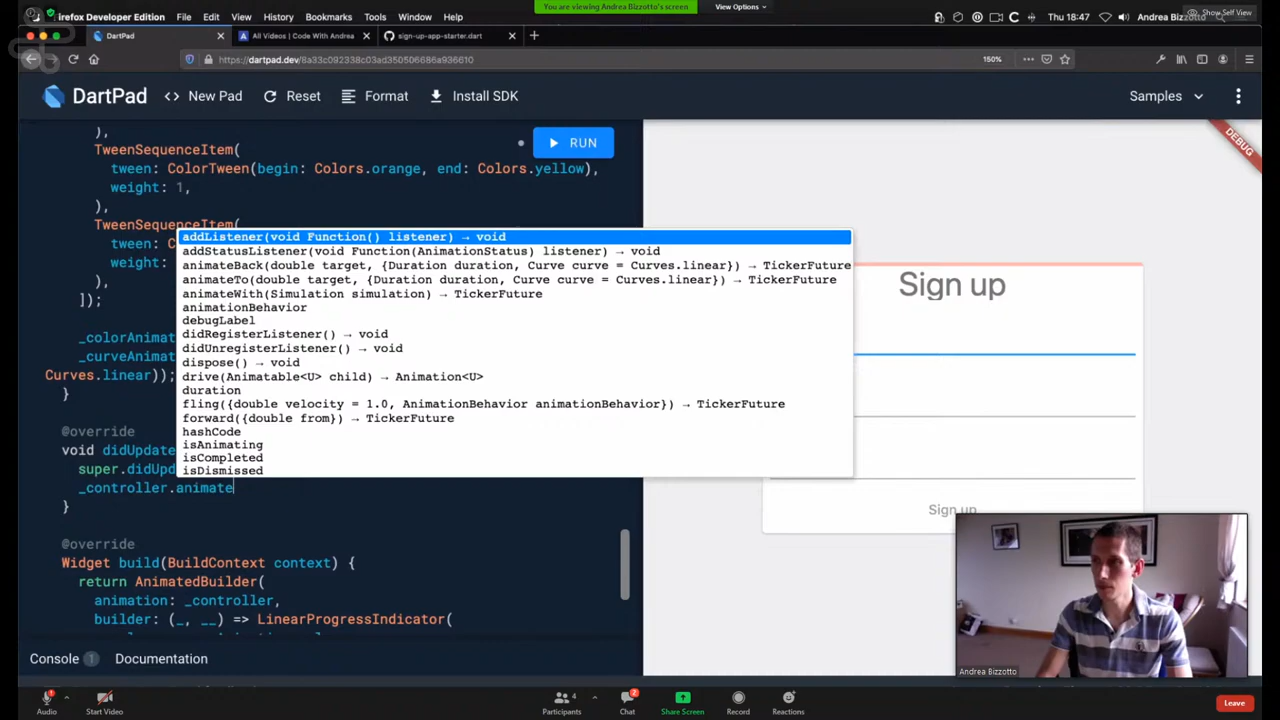 You are viewing Andrea Bizzotto's screen
View Options
Show Self View
Firefox Developer Edition File Edit View History Bookmarks Tools Window Help
Thu 18:47 Andrea Bizzotto
DartPad
All Videos | Code With Andrea
sign-up-app-starter.dart
https://dartpad.dev/8a33c092338c03ad350506686a936610
150%
DartPad
<> New Pad
Reset
Format
Install SDK
Samples
RUN
DEBUG
),
TweenSequenceItem(
tween: ColorTween(begin: Colors.orange, end: Colors.yellow),
weight: 1,
),
TweenSequenceItem(
tween: C
weight:
),
]);
_colorAnimat
_curveAnimat
Curves.linear));
}
@override
void didUpdate
super.didUpd
_controller.animate
}
@override
Widget build(BuildContext context) {
return AnimatedBuilder(
animation: _controller,
builder: (_, __) => LinearProgressIndicator(
addListener(void Function() listener) → void
addStatusListener(void Function(AnimationStatus) listener) → void
animateBack(double target, {Duration duration, Curve curve = Curves.linear}) → TickerFuture
animateTo(double target, {Duration duration, Curve curve = Curves.linear}) → TickerFuture
animateWith(Simulation simulation) → TickerFuture
animationBehavior
debugLabel
didRegisterListener() → void
didUnregisterListener() → void
dispose() → void
drive(Animatable<U> child) → Animation<U>
duration
fling({double velocity = 1.0, AnimationBehavior animationBehavior}) → TickerFuture
forward({double from}) → TickerFuture
hashCode
isAnimating
isCompleted
isDismissed
Sign up
Sign up
Console 1 Documentation
Andrea Bizzotto
Audio
Start Video
Participants 4
Chat 2
Share Screen
Record
Reactions
Leave